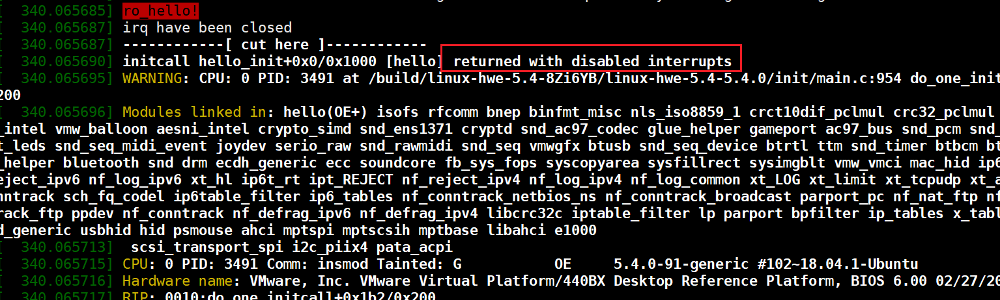 [  340.065685] ro_hello!
[  340.065687] irq have been closed
[  340.065687] ------------[ cut here ]------------
[  340.065690] initcall hello_init+0x0/0x1000 [hello] returned with disabled interrupts
[  340.065695] WARNING: CPU: 0 PID: 3491 at /build/linux-hwe-5.4-8Zi6YB/linux-hwe-5.4-5.4.0/init/main.c:954 do_one_init
200
[  340.065696] Modules linked in: hello(OE+) isofs rfcomm bnep binfmt_misc nls_iso8859_1 crct10dif_pclmul crc32_pclmul
_intel vmw_balloon aesni_intel crypto_simd snd_ens1371 cryptd snd_ac97_codec glue_helper gameport ac97_bus snd_pcm snd_
t_leds snd_seq_midi_event joydev serio_raw snd_rawmidi snd_seq vmwgfx btusb snd_seq_device btrtl ttm snd_timer btbcm bt
_helper bluetooth snd drm ecdh_generic ecc soundcore fb_sys_fops syscopyarea sysfillrect sysimgblt vmw_vmci mac_hid ip6
reject_ipv6 nf_log_ipv6 xt_hl ip6t_rt ipt_REJECT nf_reject_ipv4 nf_log_ipv4 nf_log_common xt_LOG xt_limit xt_tcpudp xt_a
nntrack sch_fq_codel ip6table_filter ip6_tables nf_conntrack_netbios_ns nf_conntrack_broadcast parport_pc nf_nat_ftp nf
rack_ftp ppdev nf_conntrack nf_defrag_ipv6 nf_defrag_ipv4 libcrc32c iptable_filter lp parport bpfilter ip_tables x_tabl
d_generic usbhid hid psmouse ahci mptspi mptscsih mptbase libahci e1000
[  340.065713]  scsi_transport_spi i2c_piix4 pata_acpi
[  340.065715] CPU: 0 PID: 3491 Comm: insmod Tainted: G           OE     5.4.0-91-generic #102~18.04.1-Ubuntu
[  340.065716] Hardware name: VMware, Inc. VMware Virtual Platform/440BX Desktop Reference Platform, BIOS 6.00 02/27/20
[  340.065717] RIP: 0010:do_one_initcall+0x1b2/0x200